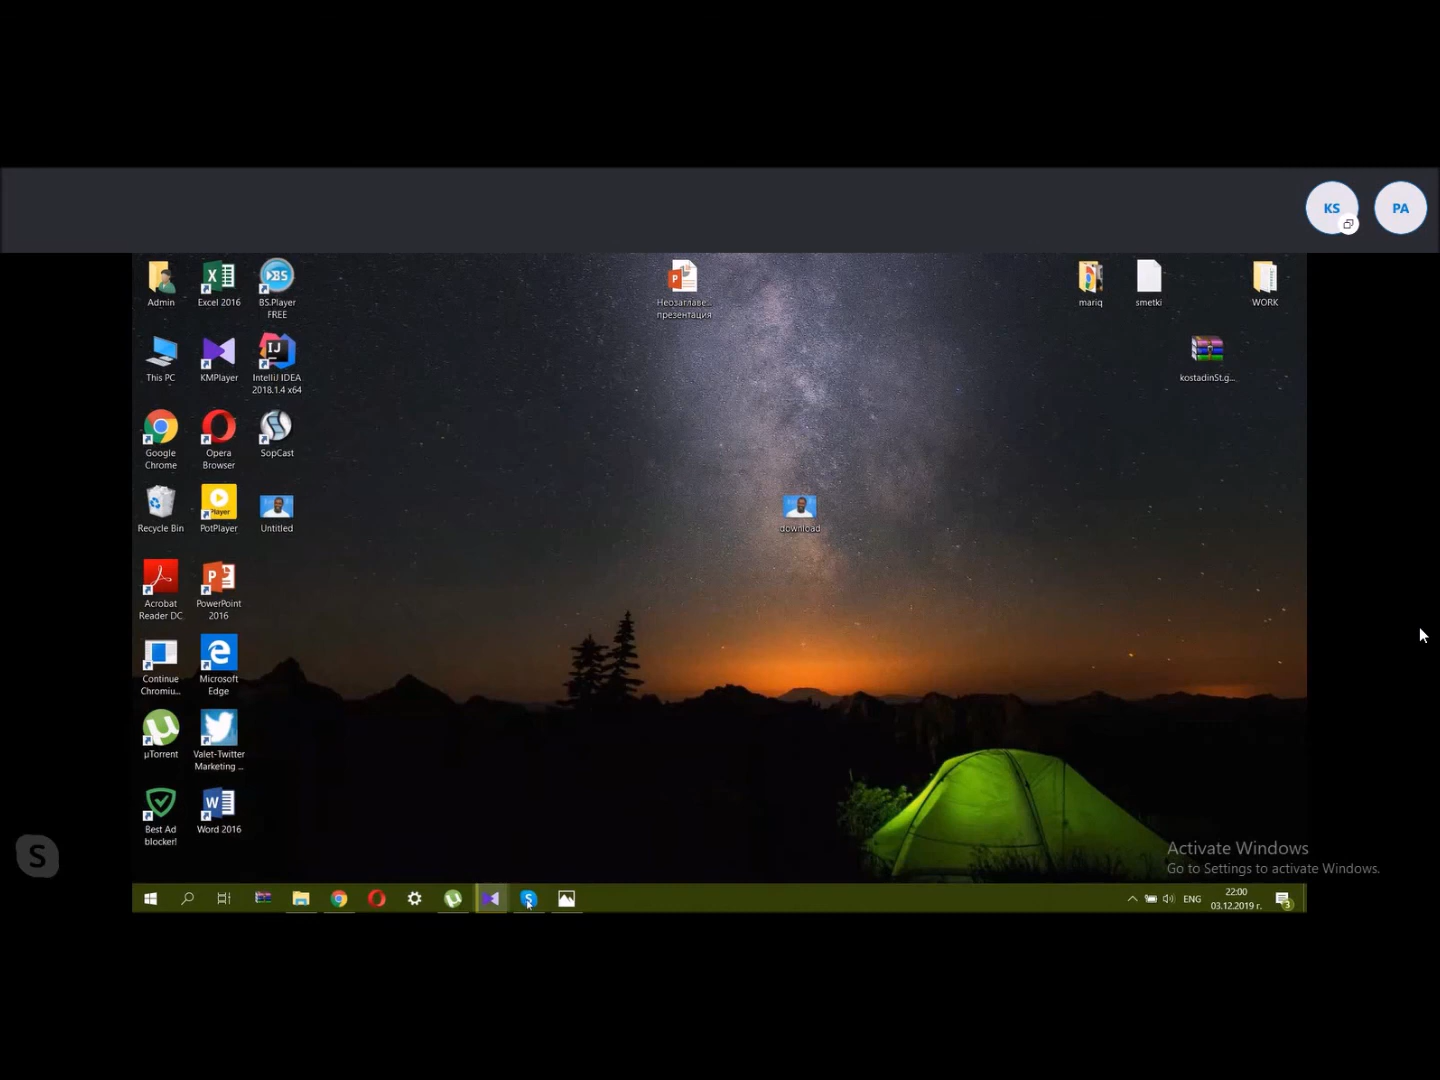 KS
PA
Admin
Excel 2016
BS.Player
FREE
Неозаглаве...
презентация
mariq
smetki
WORK
This PC
KMPlayer
IntelliJ IDEA
2018.1.4 x64
kostadinSt.g...
Google
Chrome
Opera
Browser
SopCast
Recycle Bin
PotPlayer
Untitled
download
Acrobat
Reader DC
PowerPoint
2016
Continue
Chromiu...
Microsoft
Edge
µTorrent
Valet-Twitter
Marketing ...
Best Ad
blocker!
Word 2016
Activate Windows
Go to Settings to activate Windows.
ENG
22:00
03.12.2019 г.
3